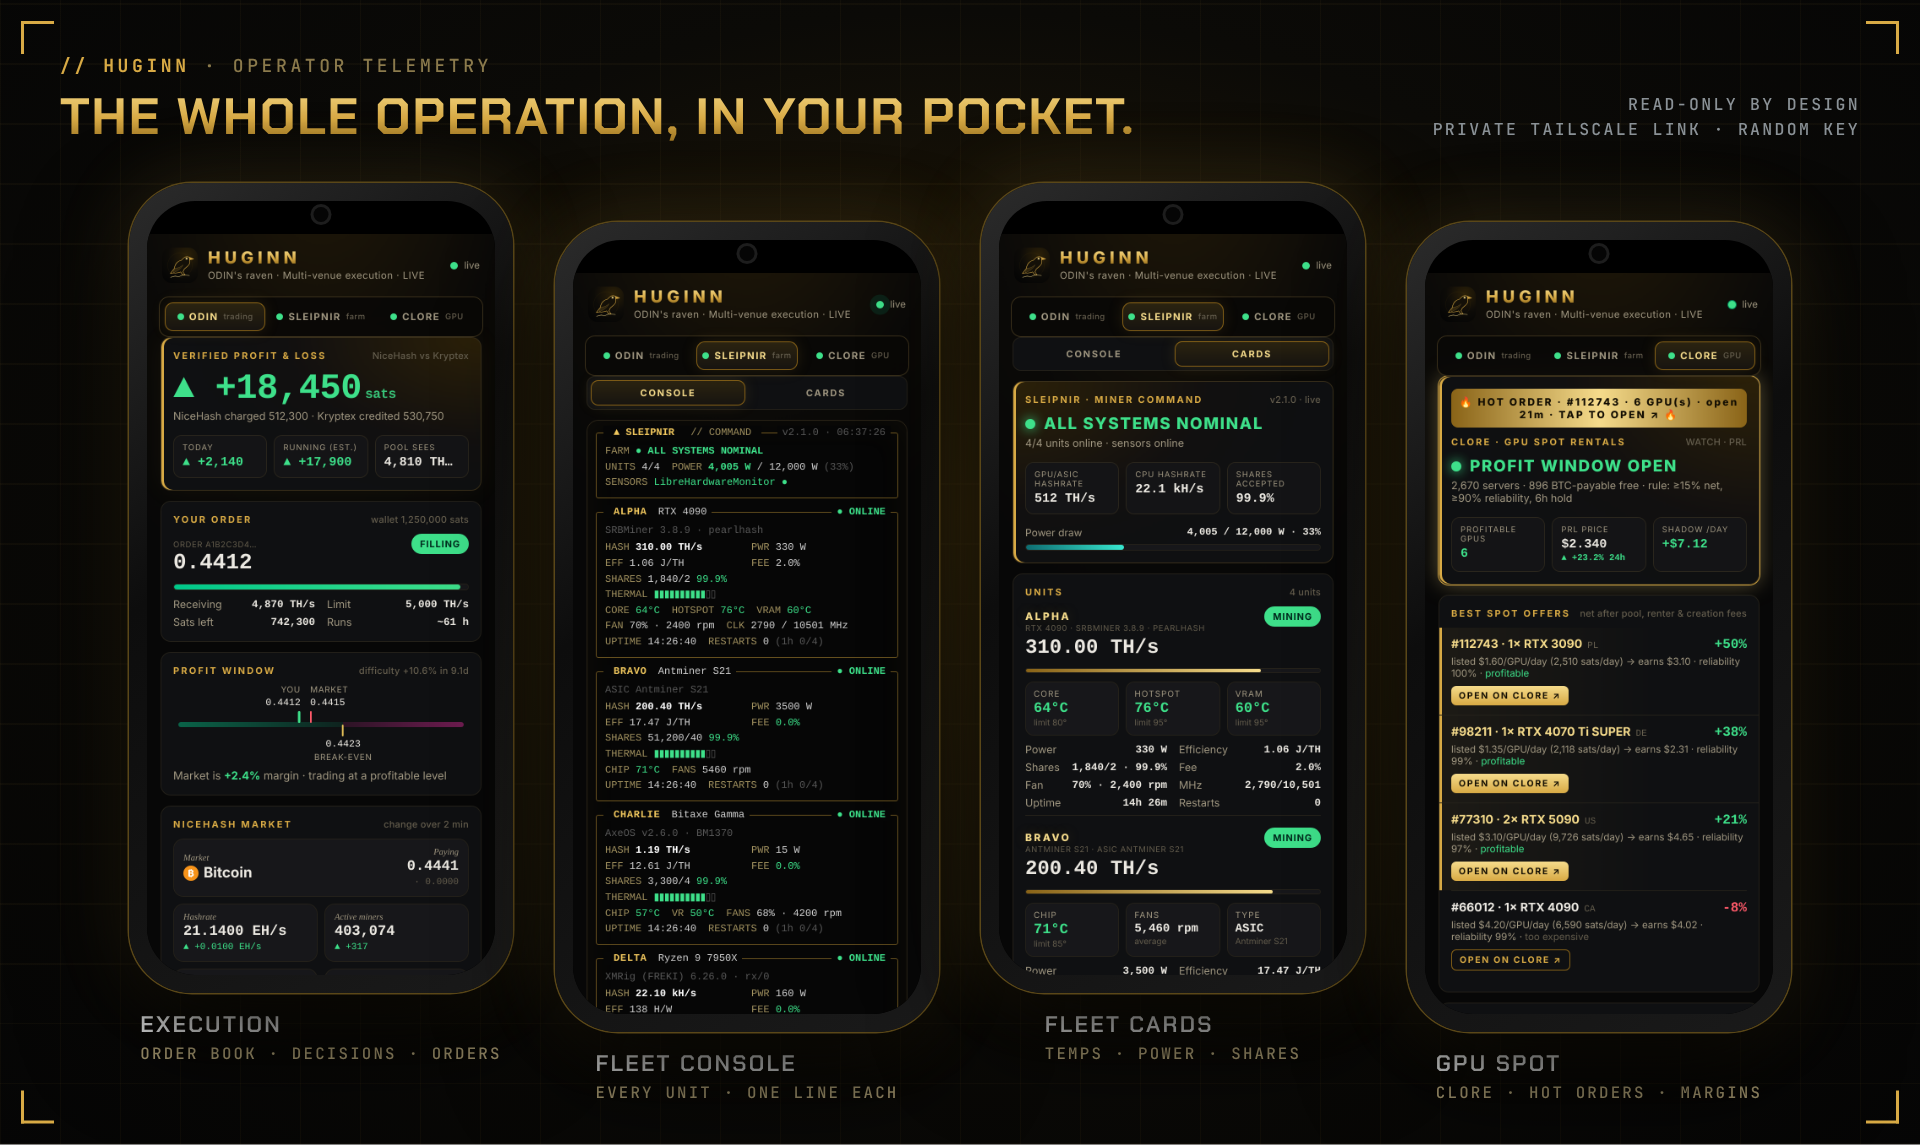 // HUGINN · OPERATOR TELEMETRY
THE WHOLE OPERATION, IN YOUR POCKET.
READ-ONLY BY DESIGN
PRIVATE TAILSCALE LINK · RANDOM KEY
HUGINN
ODIN's raven · Multi-venue execution · LIVE
live
ODIN trading SLEIPNIR farm CLORE GPU
VERIFIED PROFIT & LOSS NiceHash vs Kryptex
▲ +18,450 sats
NiceHash charged 512,300 · Kryptex credited 530,750
TODAY RUNNING (EST.) POOL SEES
▲ +2,140 ▲ +17,900 4,810 TH…
YOUR ORDER wallet 1,250,000 sats
ORDER A1B2C3D4…
0.4412 FILLING
Receiving 4,870 TH/s Limit 5,000 TH/s
Sats left 742,300 Runs ~61 h
PROFIT WINDOW difficulty +10.6% in 9.1d
YOU MARKET
0.4412 0.4415
0.4423
BREAK-EVEN
Market is +2.4% margin · trading at a profitable level
NICEHASH MARKET change over 2 min
Market Paying
Bitcoin 0.4441
· 0.0000
Hashrate Active miners
21.1400 EH/s 403,074
▲ +0.0100 EH/s ▲ +317
EXECUTION
ORDER BOOK · DECISIONS · ORDERS
HUGINN
ODIN's raven · Multi-venue execution · LIVE
live
ODIN trading SLEIPNIR farm CLORE GPU
CONSOLE CARDS
▲ SLEIPNIR // COMMAND v2.1.0 · 06:37:26
FARM ● ALL SYSTEMS NOMINAL
UNITS 4/4 POWER 4,005 W / 12,000 W (33%)
SENSORS LibreHardwareMonitor ●
ALPHA RTX 4090 ● ONLINE
SRBMiner 3.8.9 · pearlhash
HASH 310.00 TH/s PWR 330 W
EFF 1.06 J/TH FEE 2.0%
SHARES 1,840/2 99.9%
THERMAL
CORE 64°C HOTSPOT 76°C VRAM 60°C
FAN 70% · 2400 rpm CLK 2790 / 10501 MHz
UPTIME 14:26:40 RESTARTS 0 (1h 0/4)
BRAVO Antminer S21 ● ONLINE
ASIC Antminer S21
HASH 200.40 TH/s PWR 3500 W
EFF 17.47 J/TH FEE 0.0%
SHARES 51,200/40 99.9%
THERMAL
CHIP 71°C FANS 5460 rpm
UPTIME 14:26:40 RESTARTS 0 (1h 0/4)
CHARLIE Bitaxe Gamma ● ONLINE
AxeOS v2.6.0 · BM1370
HASH 1.19 TH/s PWR 15 W
EFF 12.61 J/TH FEE 0.0%
SHARES 3,300/4 99.9%
THERMAL
CHIP 57°C VR 50°C FANS 68% · 4200 rpm
UPTIME 14:26:40 RESTARTS 0 (1h 0/4)
DELTA Ryzen 9 7950X ● ONLINE
XMRig (FREKI) 6.26.0 · rx/0
HASH 22.10 kH/s PWR 160 W
EFF 138 H/W FEE 0.0%
FLEET CONSOLE
EVERY UNIT · ONE LINE EACH
HUGINN
ODIN's raven · Multi-venue execution · LIVE
live
ODIN trading SLEIPNIR farm CLORE GPU
CONSOLE CARDS
SLEIPNIR · MINER COMMAND v2.1.0 · live
ALL SYSTEMS NOMINAL
4/4 units online · sensors online
GPU/ASIC HASHRATE CPU HASHRATE SHARES ACCEPTED
512 TH/s 22.1 kH/s 99.9%
Power draw 4,005 / 12,000 W · 33%
UNITS 4 units
ALPHA MINING
RTX 4090 · SRBMINER 3.8.9 · PEARLHASH
310.00 TH/s
CORE HOTSPOT VRAM
64°C 76°C 60°C
limit 80° limit 95° limit 95°
Power 330 W Efficiency 1.06 J/TH
Shares 1,840/2 · 99.9% Fee 2.0%
Fan 70% · 2,400 rpm MHz 2,790/10,501
Uptime 14h 26m Restarts 0
BRAVO MINING
ANTMINER S21 · ASIC ANTMINER S21
200.40 TH/s
CHIP FANS TYPE
71°C 5,460 rpm ASIC
limit 85° average Antminer S21
Power 3,500 W Efficiency 17.47 J/TH
FLEET CARDS
TEMPS · POWER · SHARES
HUGINN
ODIN's raven · Multi-venue execution · LIVE
live
ODIN trading SLEIPNIR farm CLORE GPU
🔥 HOT ORDER · #112743 · 6 GPU(s) · open
21m · TAP TO OPEN ↗ 🔥
CLORE · GPU SPOT RENTALS WATCH · PRL
PROFIT WINDOW OPEN
2,670 servers · 896 BTC-payable free · rule: ≥15% net,
≥90% reliability, 6h hold
PROFITABLE GPUS PRL PRICE SHADOW /DAY
6 $2.340 +$7.12
▲ +23.2% 24h
BEST SPOT OFFERS net after pool, renter & creation fees
#112743 · 1× RTX 3090 PL +50%
listed $1.60/GPU/day (2,510 sats/day) → earns $3.10 · reliability
100% · profitable
OPEN ON CLORE ↗
#98211 · 1× RTX 4070 Ti SUPER DE +38%
listed $1.35/GPU/day (2,118 sats/day) → earns $2.31 · reliability
99% · profitable
OPEN ON CLORE ↗
#77310 · 2× RTX 5090 US +21%
listed $3.10/GPU/day (9,726 sats/day) → earns $4.65 · reliability
97% · profitable
OPEN ON CLORE ↗
#66012 · 1× RTX 4090 CA -8%
listed $4.20/GPU/day (6,590 sats/day) → earns $4.02 ·
reliability 99% · too expensive
OPEN ON CLORE ↗
GPU SPOT
CLORE · HOT ORDERS · MARGINS